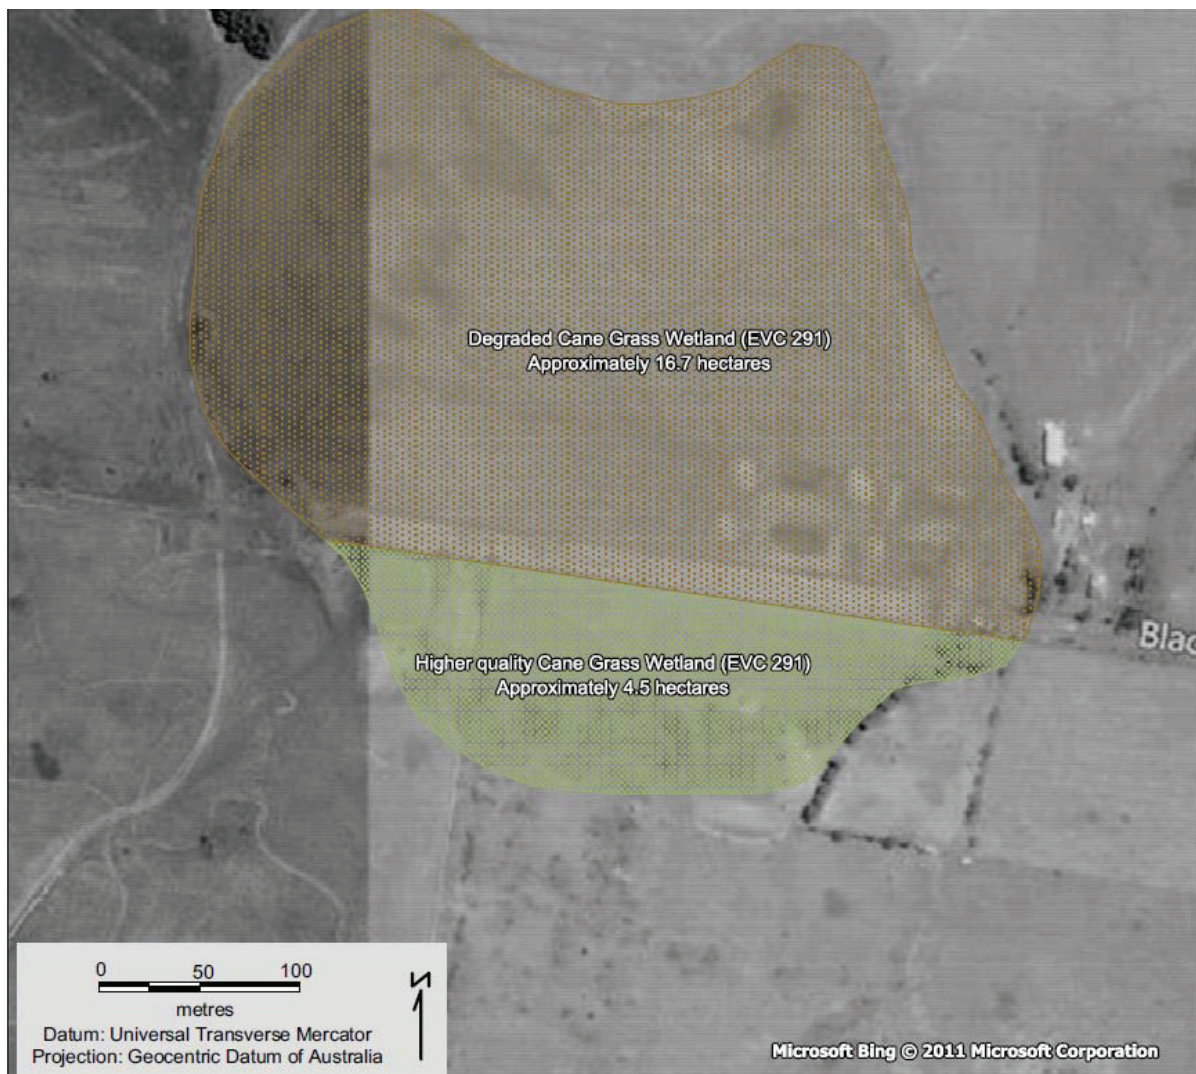 Degraded Cane Grass Wetland (EVC 291)
Approximately 16.7 hectares
Blac
Higher quality Cane Grass Wetland (EVC 291)
Approximately 4.5 hectares
0 50 100
metres
N
Datum: Universal Transverse Mercator
Projection: Geocentric Datum of Australia
Microsoft Bing © 2011 Microsoft Corporation